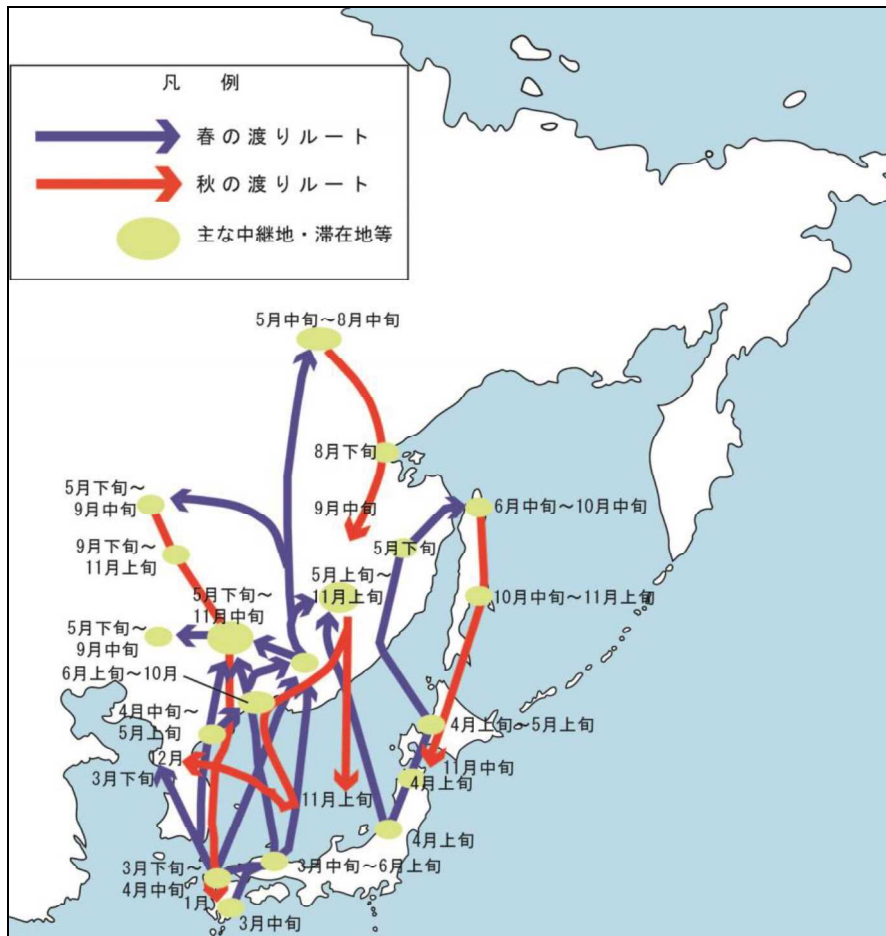 凡 例
春の渡りルート
秋の渡りルート
主な中継地・滞在地等
5月中旬～8月中旬
8月下旬
9月中旬
5月下旬～
9月中旬
6月中旬～10月中旬
5月下旬
9月下旬～
11月上旬
5月上旬～
11月上旬
10月中旬～11月上旬
5月下旬～
11月中旬
5月下旬～
9月中旬
6月上旬～10月
4月中旬～
5月上旬
4月上旬～5月上旬
12月
3月下旬
11月中旬
4月上旬
11月上旬
4月上旬
3月下旬～
4月中旬
3月中旬～6月上旬
1月
3月中旬